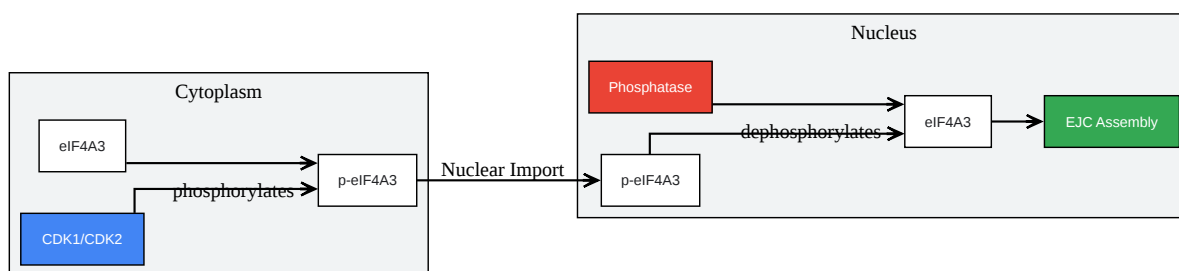 Cytoplasm
eIF4A3
phosphorylates
CDK1/CDK2
p-eIF4A3
Nuclear Import
Nucleus
Phosphatase
dephosphorylates
p-eIF4A3
eIF4A3
EJC Assembly